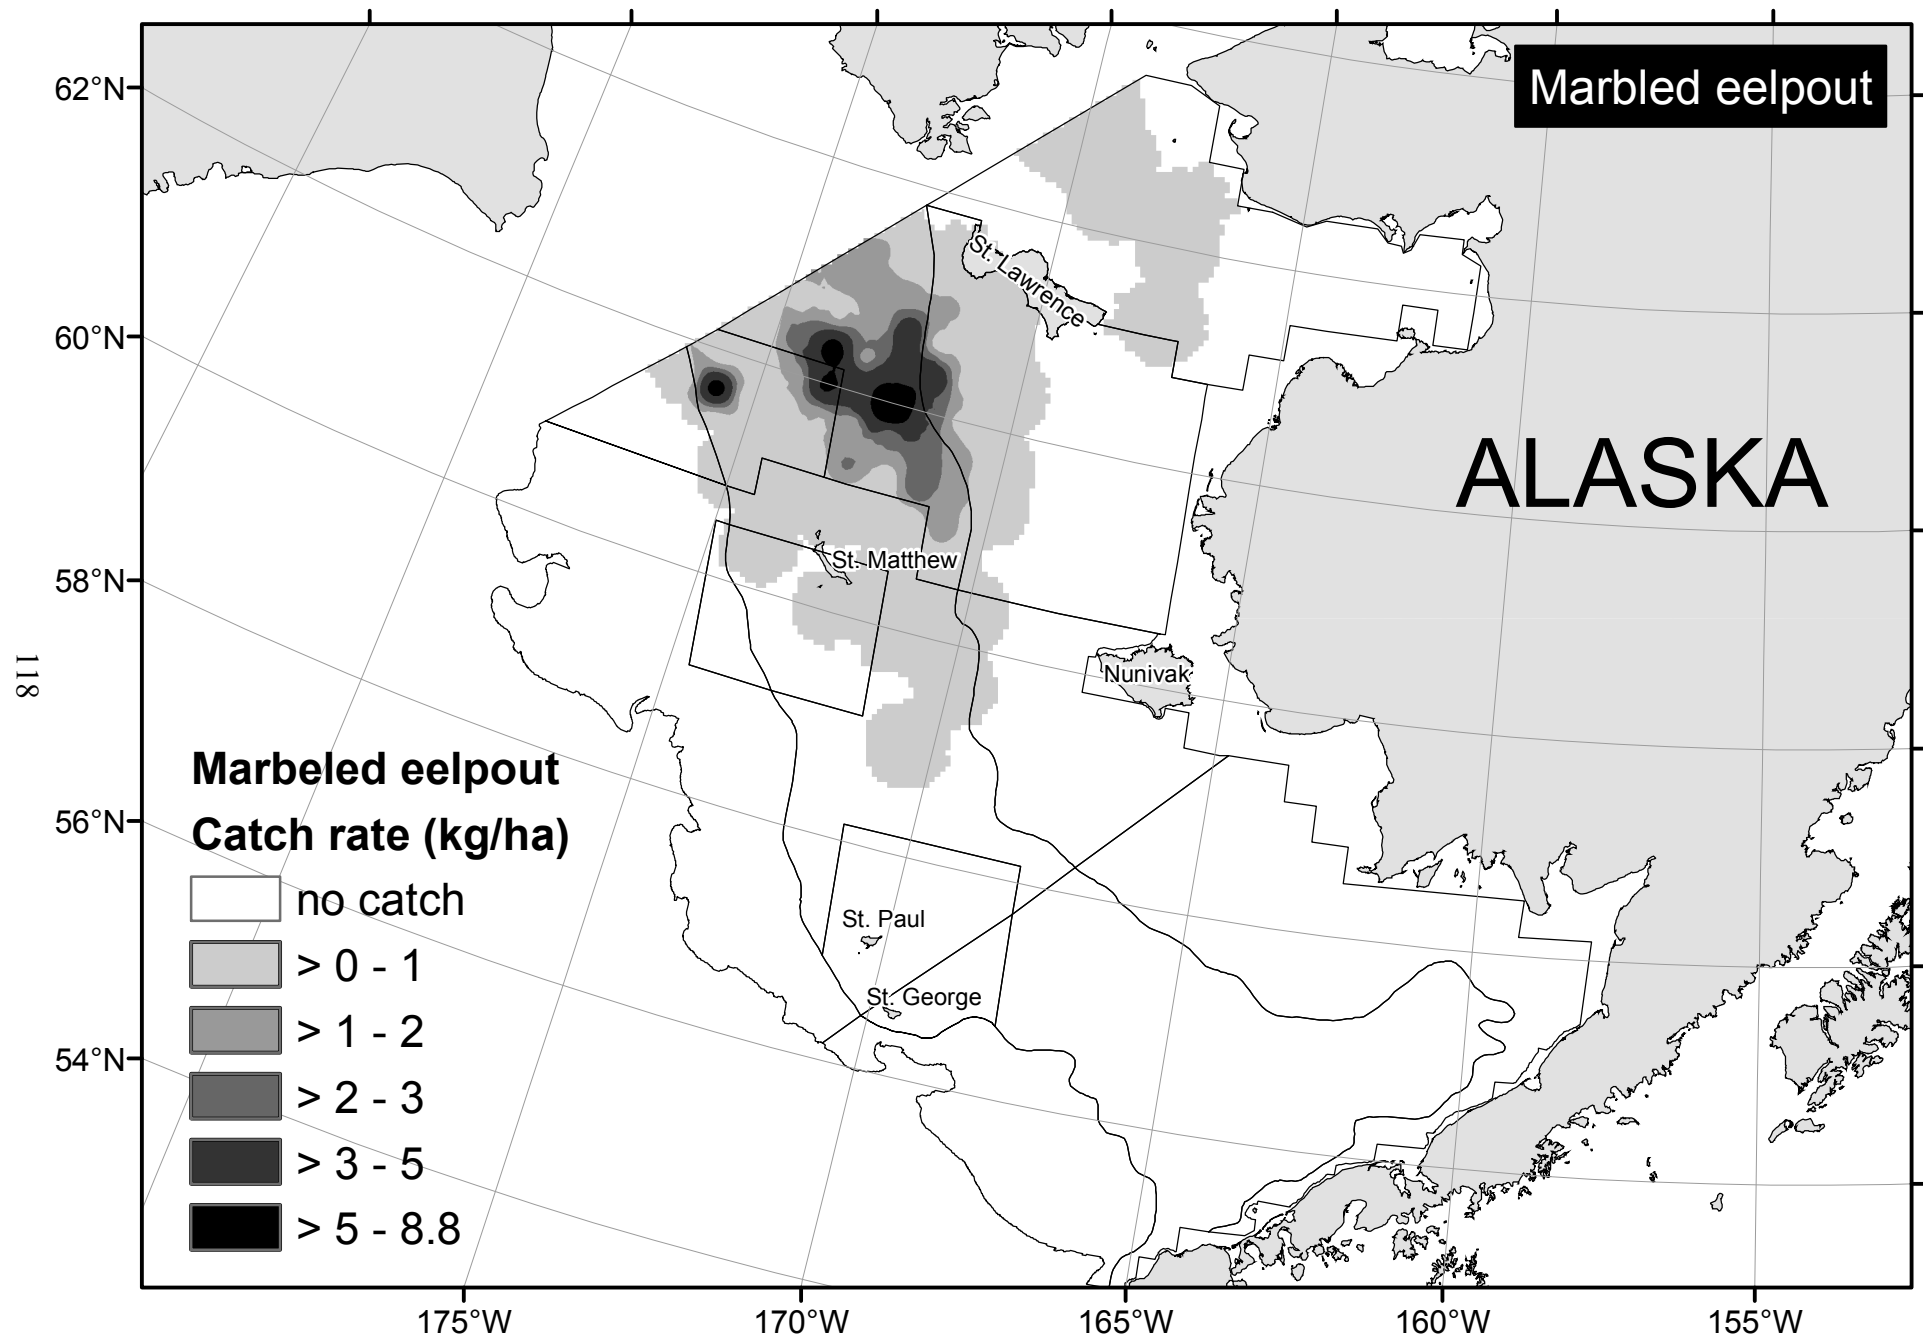 Marbled eelpout
62°N
60°N
58°N
56°N
54°N
St. Lawrence
ALASKA
St. Matthew
Nunivak
St. Paul
St. George
Marbeled eelpout
Catch rate (kg/ha)
no catch
> 0 - 1
> 1 - 2
> 2 - 3
> 3 - 5
> 5 - 8.8
175°W
170°W
165°W
160°W
155°W
118